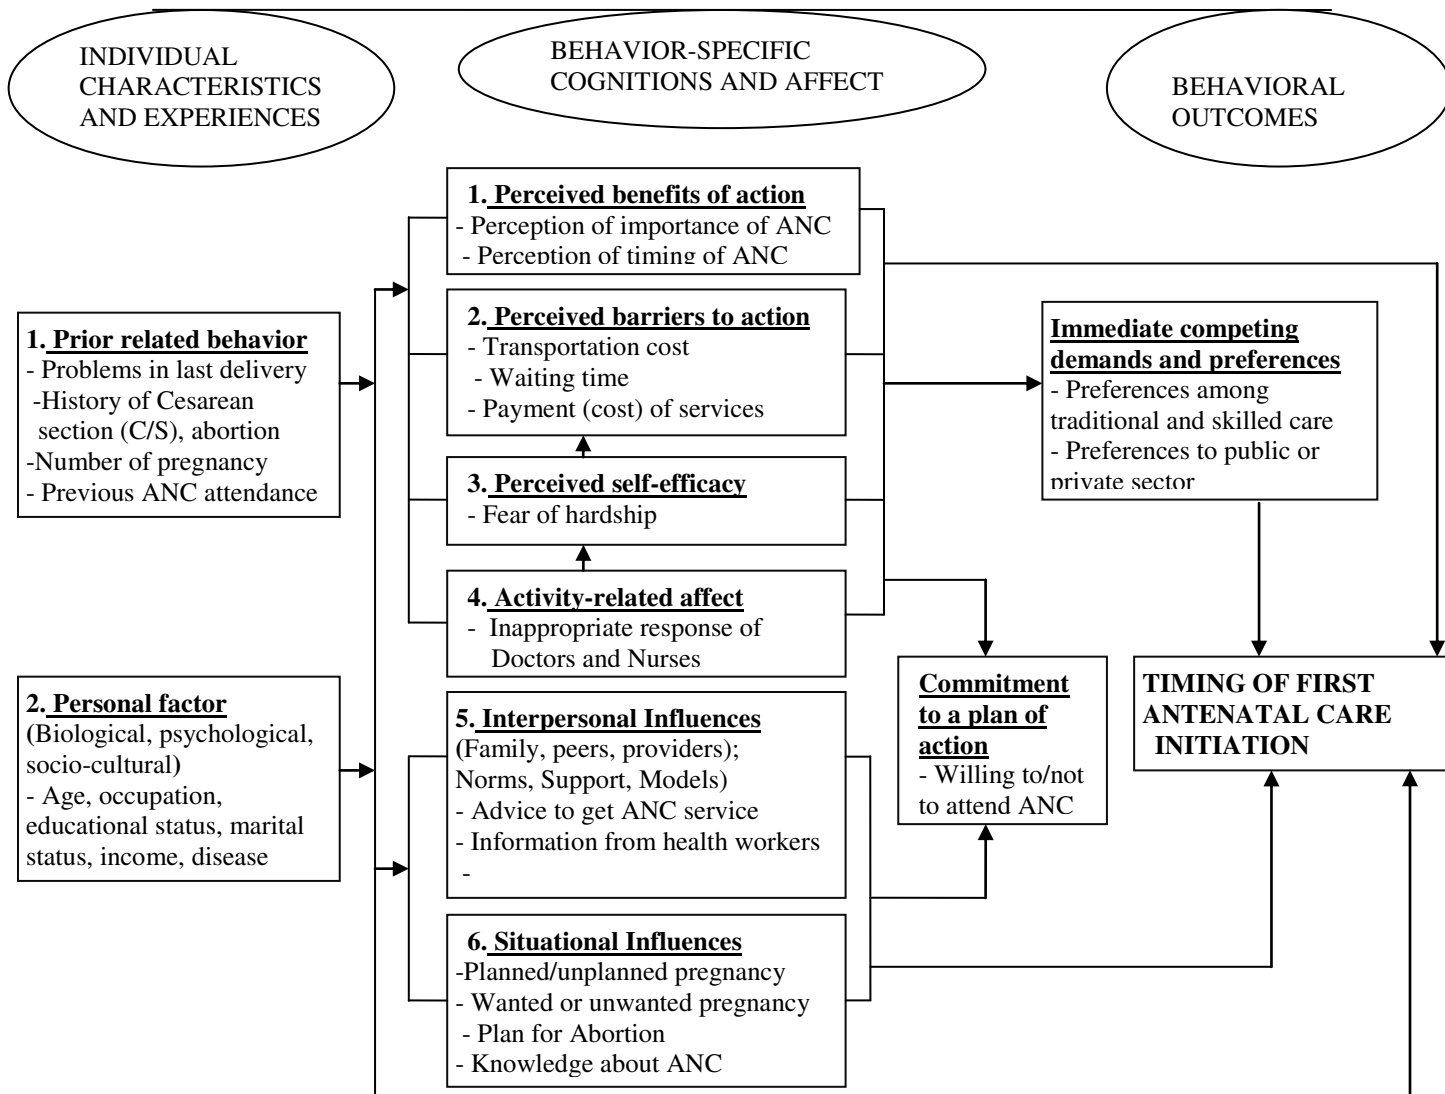 INDIVIDUAL
CHARACTERISTICS
AND EXPERIENCES
BEHAVIOR-SPECIFIC
COGNITIONS AND AFFECT
BEHAVIORAL
OUTCOMES
1. Prior related behavior
- Problems in last delivery
-History of Cesarean
section (C/S), abortion
-Number of pregnancy
- Previous ANC attendance
2. Personal factor
(Biological, psychological,
socio-cultural)
- Age, occupation,
educational status, marital
status, income, disease
1. Perceived benefits of action
- Perception of importance of ANC
- Perception of timing of ANC
2. Perceived barriers to action
- Transportation cost
- Waiting time
- Payment (cost) of services
3. Perceived self-efficacy
- Fear of hardship
4. Activity-related affect
- Inappropriate response of
Doctors and Nurses
5. Interpersonal Influences
(Family, peers, providers);
Norms, Support, Models)
- Advice to get ANC service
- Information from health workers
-
6. Situational Influences
-Planned/unplanned pregnancy
- Wanted or unwanted pregnancy
- Plan for Abortion
- Knowledge about ANC
Immediate competing
demands and preferences
- Preferences among
traditional and skilled care
- Preferences to public or
private sector
Commitment
to a plan of
action
- Willing to/not
to attend ANC
TIMING OF FIRST
ANTENATAL CARE
INITIATION